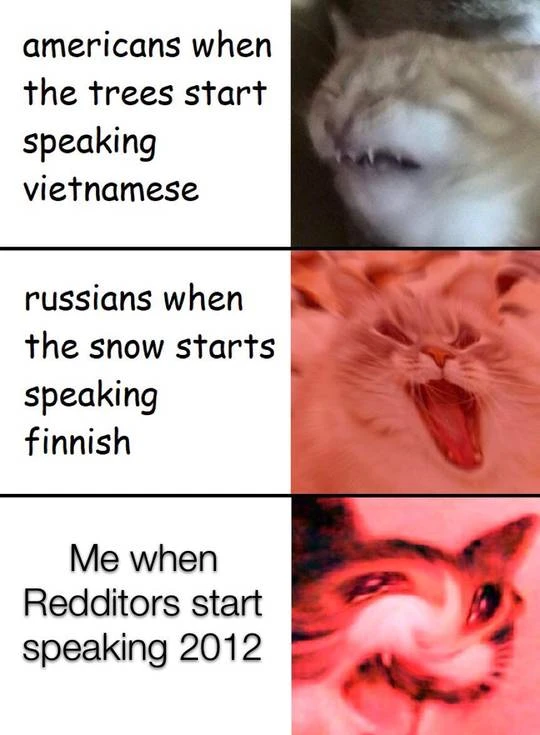 americans when
the trees start
speaking
vietnamese
russians when
the snow starts
speaking
finnish
Me when
Redditors start
speaking 2012